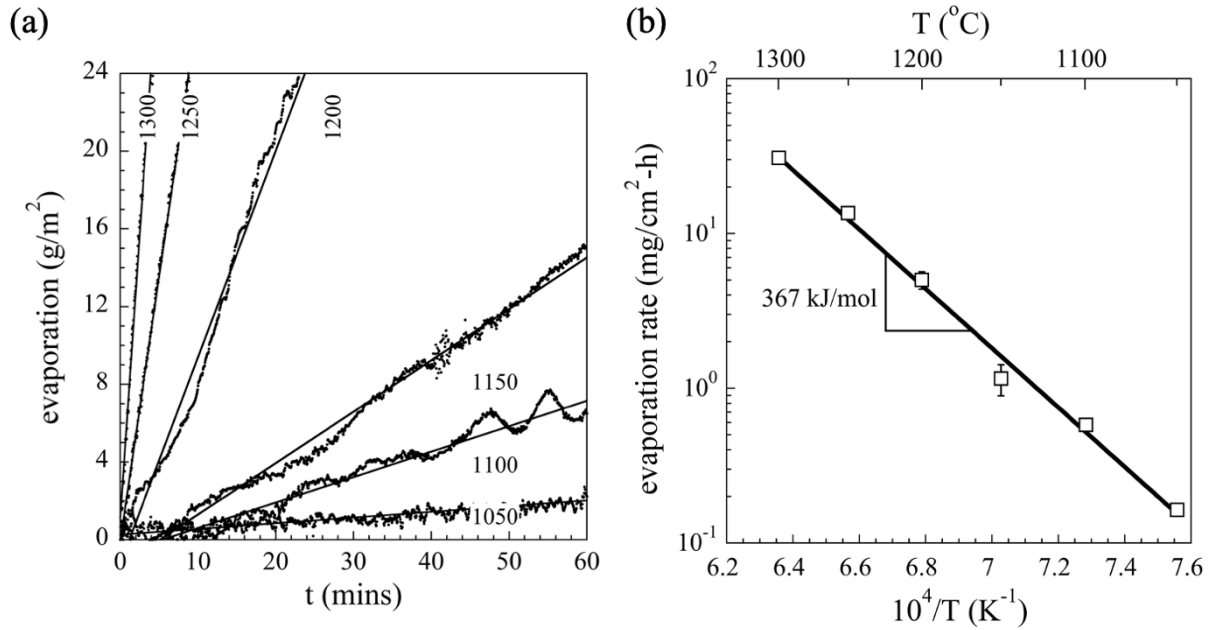 (a)
24
20
16
12
8
4
0
evaporation (g/m²)
1300
1250
1200
1150
1100
1050
0 10 20 30 40 50 60
t (mins)
(b)
T (°C)
1300 1200 1100
10²
10¹
10⁰
10⁻¹
evaporation rate (mg/cm²-h)
367 kJ/mol
6.2 6.4 6.6 6.8 7 7.2 7.4 7.6
10⁴/T (K⁻¹)